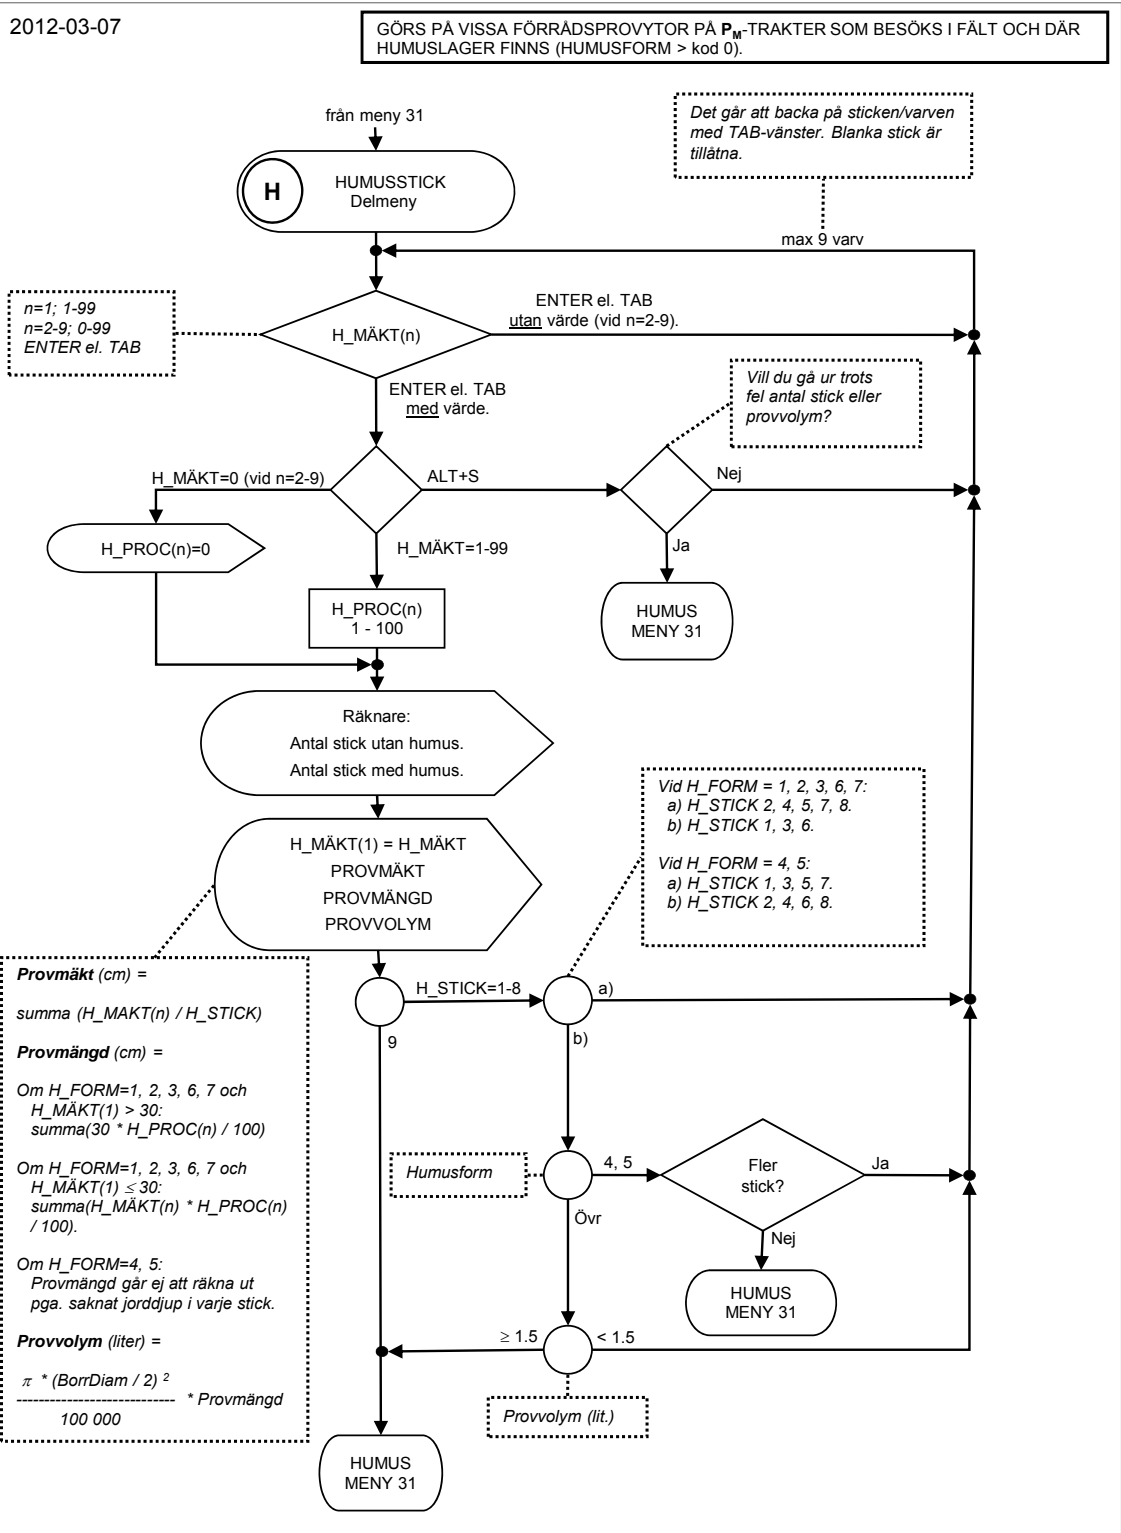 2012-03-07
GÖRS PÅ VISSA FÖRRÅDSPROVYTOR PÅ PM-TRAKTER SOM BESÖKS I FÄLT OCH DÄR
HUMUSLAGER FINNS (HUMUSFORM > kod 0).
från meny 31
Det går att backa på sticken/varven
med TAB-vänster. Blanka stick är
tillåtna.
H
HUMUSSTICK
Delmeny
max 9 varv
n=1; 1-99
n=2-9; 0-99
ENTER el. TAB
H_MÄKT(n)
ENTER el. TAB
utan värde (vid n=2-9).
ENTER el. TAB
med värde.
Vill du gå ur trots
fel antal stick eller
provvolym?
H_MÄKT=0 (vid n=2-9)
ALT+S
Nej
H_PROC(n)=0
H_MÄKT=1-99
Ja
H_PROC(n)
1 - 100
HUMUS
MENY 31
Räknare:
Antal stick utan humus.
Antal stick med humus.
Vid H_FORM = 1, 2, 3, 6, 7:
a) H_STICK 2, 4, 5, 7, 8.
b) H_STICK 1, 3, 6.
Vid H_FORM = 4, 5:
a) H_STICK 1, 3, 5, 7.
b) H_STICK 2, 4, 6, 8.
H_MÄKT(1) = H_MÄKT
PROVMÄKT
PROVMÄNGD
PROVVOLYM
H_STICK=1-8
a)
9
b)
Provmäkt (cm) =
summa (H_MAKT(n) / H_STICK)
Provmängd (cm) =
Om H_FORM=1, 2, 3, 6, 7 och
H_MÄKT(1) > 30:
summa(30 * H_PROC(n) / 100)
Om H_FORM=1, 2, 3, 6, 7 och
H_MÄKT(1) ≤ 30:
summa(H_MÄKT(n) * H_PROC(n)
/ 100).
Om H_FORM=4, 5:
Provmängd går ej att räkna ut
pga. saknat jorddjup i varje stick.
Provvolym (liter) =
π * (BorrDiam / 2) 2
---------------------------- * Provmängd
100 000
Humusform
4, 5
Fler
stick?
Ja
Övr
Nej
HUMUS
MENY 31
≥ 1.5
< 1.5
Provvolym (lit.)
HUMUS
MENY 31